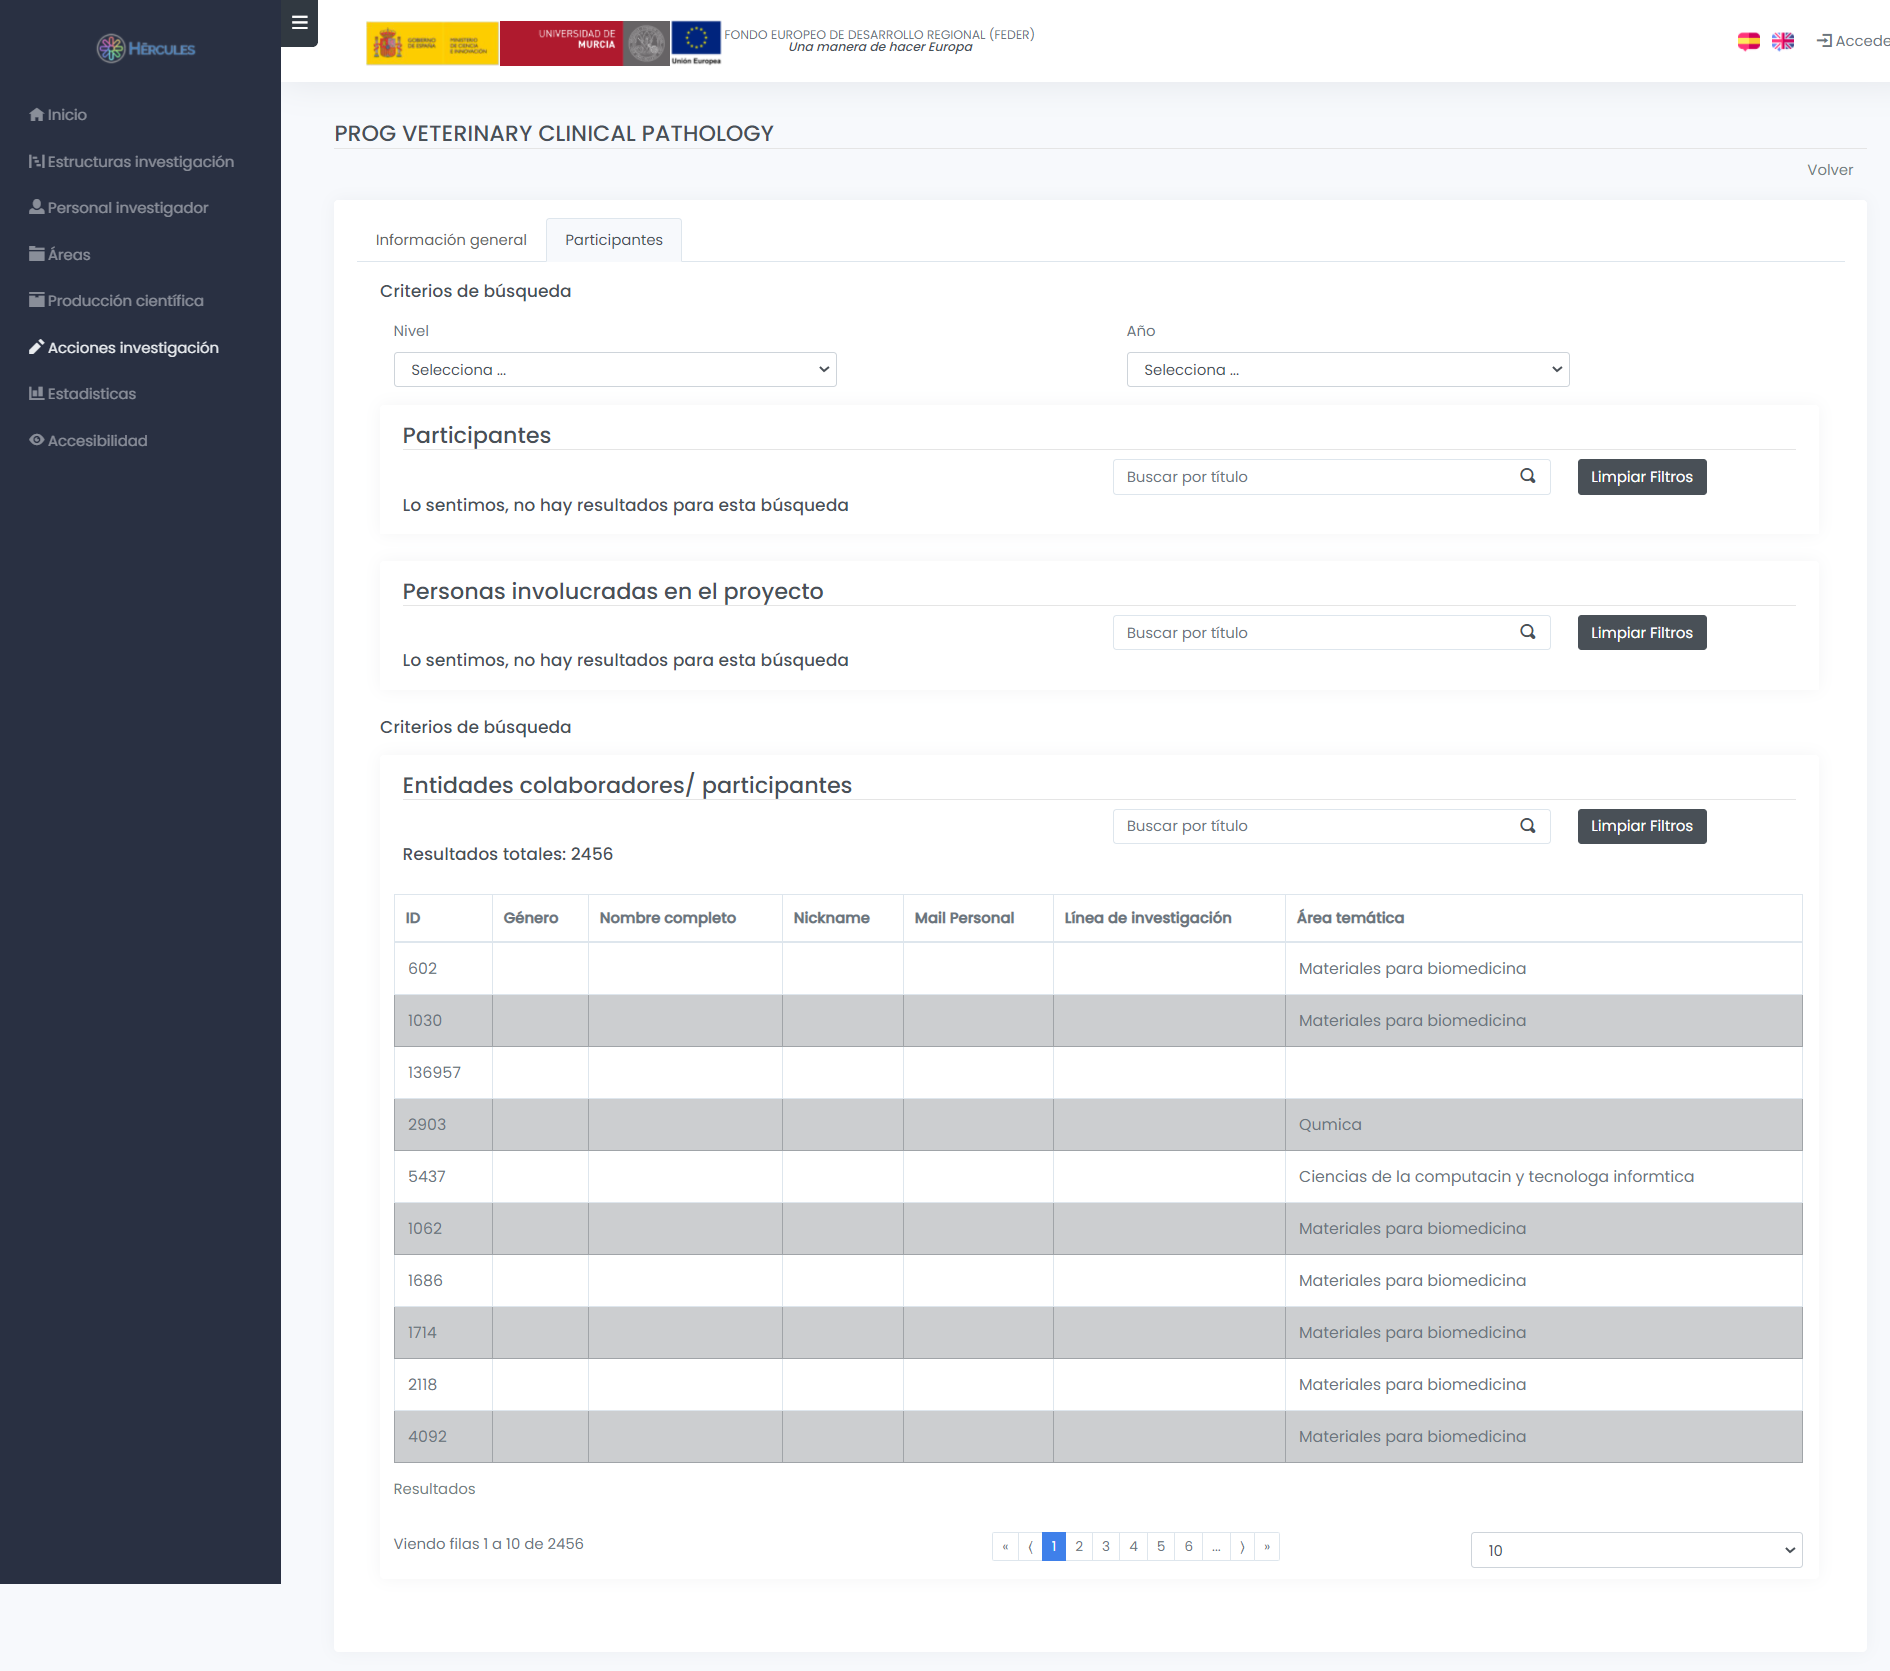 HÉRCULES
Inicio
Estructuras investigación
Personal investigador
Áreas
Producción científica
Acciones investigación
Estadisticas
Accesibilidad
GOBIERNO DE ESPAÑA
MINISTERIO DE CIENCIA E INNOVACIÓN
UNIVERSIDAD DE
MURCIA
Unión Europea
FONDO EUROPEO DE DESARROLLO REGIONAL (FEDER)
Una manera de hacer Europa
Accede
PROG VETERINARY CLINICAL PATHOLOGY
Volver
Información general
Participantes
Criterios de búsqueda
Nivel
Año
Selecciona ...
Selecciona ...
Participantes
Buscar por título
Limpiar Filtros
Lo sentimos, no hay resultados para esta búsqueda
Personas involucradas en el proyecto
Buscar por título
Limpiar Filtros
Lo sentimos, no hay resultados para esta búsqueda
Criterios de búsqueda
Entidades colaboradores/ participantes
Buscar por título
Limpiar Filtros
Resultados totales: 2456
ID Género Nombre completo Nickname Mail Personal Línea de investigación Área temática
602 Materiales para biomedicina
1030 Materiales para biomedicina
136957
2903 Qumica
5437 Ciencias de la computacin y tecnologa informtica
1062 Materiales para biomedicina
1686 Materiales para biomedicina
1714 Materiales para biomedicina
2118 Materiales para biomedicina
4092 Materiales para biomedicina
Resultados
Viendo filas 1 a 10 de 2456
« ⟨ 1 2 3 4 5 6 ... ⟩ »
10